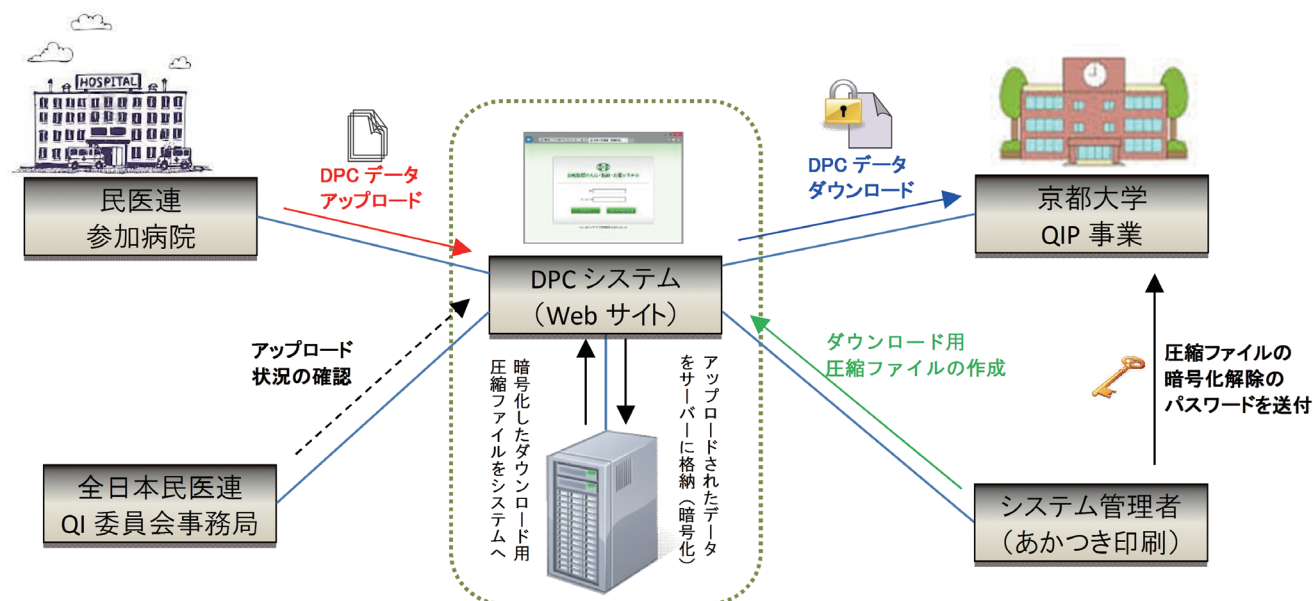 HOSPITAL
民医連
参加病院
DPC データ
アップロード
DPC データ
ダウンロード
京都大学
QIP 事業
DPC システム
（Web サイト）
アップロード
状況の確認
暗号化したダウンロード用
圧縮ファイルをシステムへ
アップロードされたデータ
をサーバーに格納（暗号化）
ダウンロード用
圧縮ファイルの作成
圧縮ファイルの
暗号化解除の
パスワードを送付
全日本民医連
QI 委員会事務局
システム管理者
（あかつき印刷）